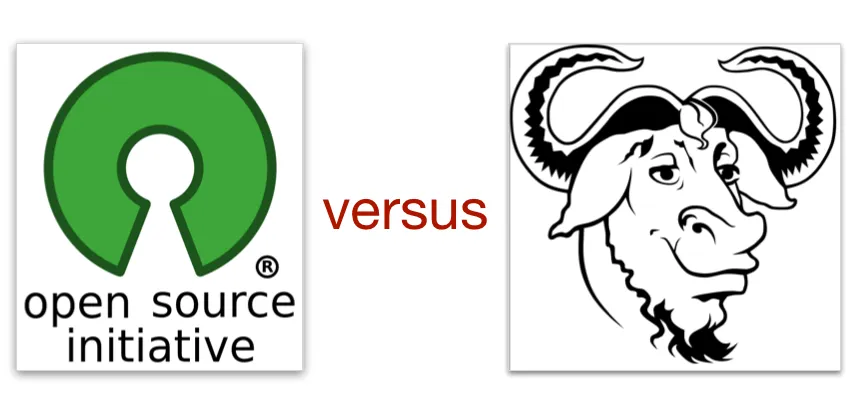 open source
initiative
®
versus